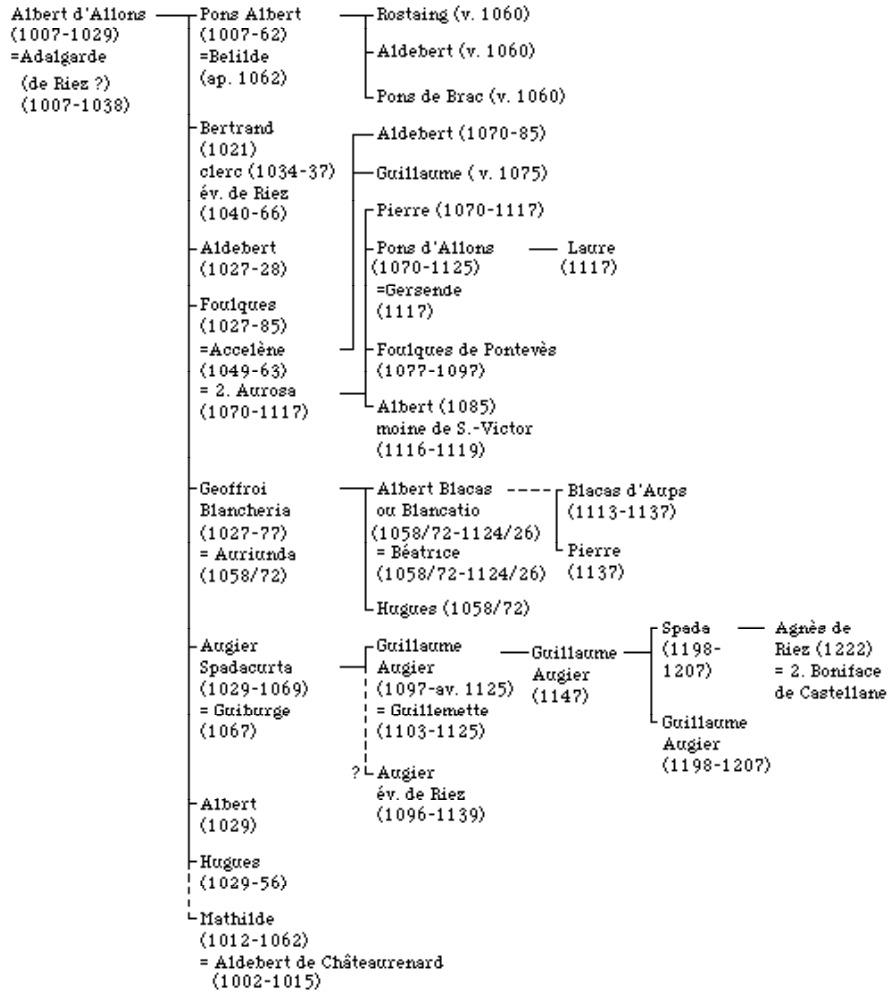 Albert d'Allons
(1007-1029)
=Adalgarde
(de Riez ?)
(1007-1038)
Pons Albert
(1007-62)
=Belilde
(ap. 1062)
Rostaing (v. 1060)
Aldebert (v. 1060)
Pons de Brac (v. 1060)
Bertrand
(1021)
clerc (1034-37)
év. de Riez
(1040-66)
Aldebert
(1027-28)
Foulques
(1027-85)
=Accelène
(1049-63)
= 2. Aurosa
(1070-1117)
Aldebert (1070-85)
Guillaume ( v. 1075)
Pierre (1070-1117)
Pons d'Allons
(1070-1125)
=Gersende
(1117)
Laure
(1117)
Foulques de Pontevès
(1077-1097)
Albert (1085)
moine de S.-Victor
(1116-1119)
Geoffroi
Blancheria
(1027-77)
= Auriunda
(1058/72)
Albert Blacas
ou Blancatio
(1058/72-1124/26)
= Béatrice
(1058/72-1124/26)
Hugues (1058/72)
Blacas d'Aups
(1113-1137)
Pierre
(1137)
Augier
Spadacurta
(1029-1069)
= Guiburge
(1067)
Guillaume
Augier
(1097-av. 1125)
= Guillemette
(1103-1125)
? Augier
év. de Riez
(1096-1139)
Guillaume
Augier
(1147)
Spada
(1198-
1207)
Agnès de
Riez (1222)
= 2. Boniface
de Castellane
Guillaume
Augier
(1198-1207)
Albert
(1029)
Hugues
(1029-56)
Mathilde
(1012-1062)
= Aldebert de Châteaurenard
(1002-1015)